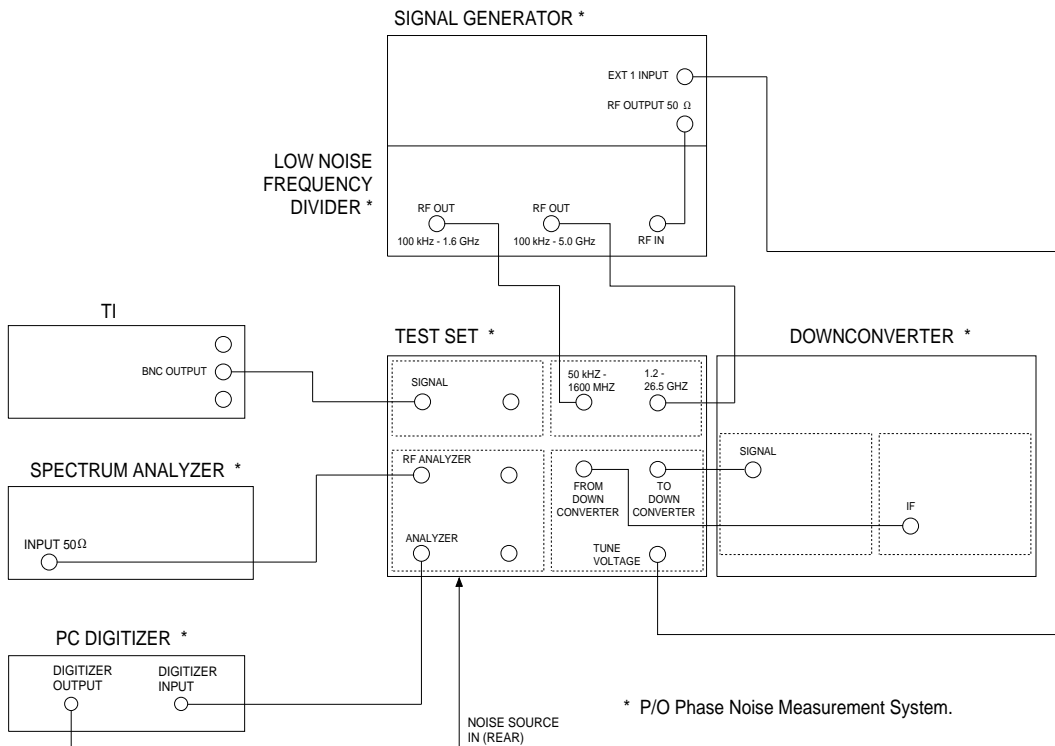 SIGNAL GENERATOR *
EXT 1 INPUT
RF OUTPUT 50 Ω
LOW NOISE
FREQUENCY
DIVIDER *
RF OUT
100 kHz - 1.6 GHz
RF OUT
100 kHz - 5.0 GHz
RF IN
TI
BNC OUTPUT
TEST SET *
SIGNAL
50 kHZ -
1600 MHZ
1.2 -
26.5 GHZ
DOWNCONVERTER *
SIGNAL
IF
SPECTRUM ANALYZER *
INPUT 50Ω
RF ANALYZER
ANALYZER
FROM
DOWN
CONVERTER
TO
DOWN
CONVERTER
TUNE
VOLTAGE
PC DIGITIZER *
DIGITIZER
OUTPUT
DIGITIZER
INPUT
NOISE SOURCE
IN (REAR)
* P/O Phase Noise Measurement System.